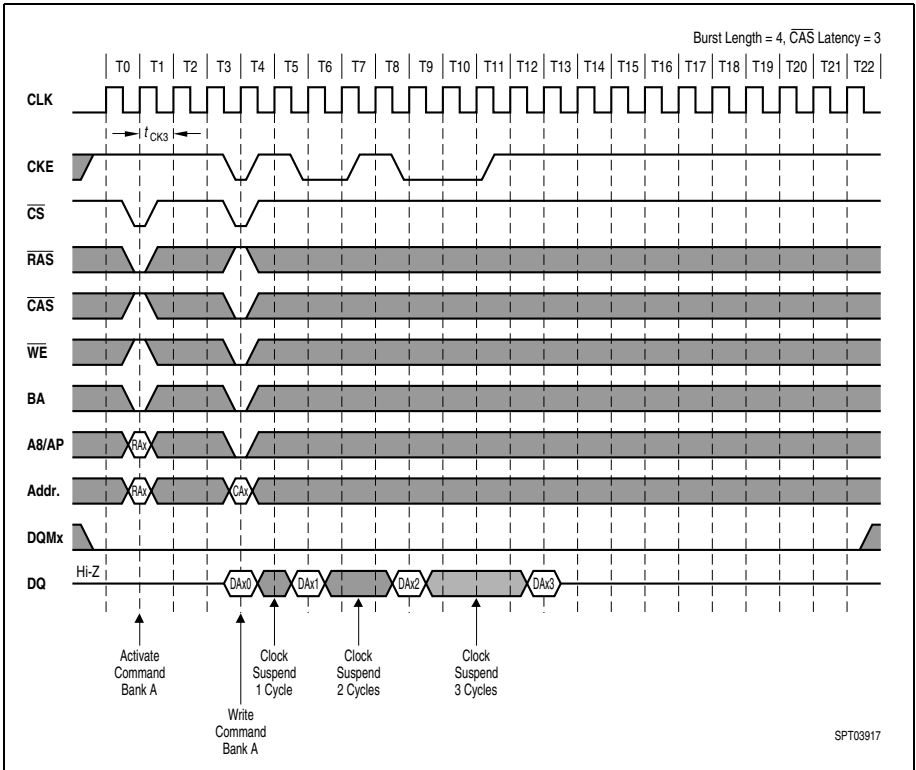 Burst Length = 4, CAS Latency = 3
T0 T1 T2 T3 T4 T5 T6 T7 T8 T9 T10 T11 T12 T13 T14 T15 T16 T17 T18 T19 T20 T21 T22
CLK
t CK3
CKE
CS
RAS
CAS
WE
BA
A8/AP RAx
Addr. RAx CAx
DQMx
DQ Hi-Z DAx0 DAx1 DAx2 DAx3
Activate
Command
Bank A
Write
Command
Bank A
Clock
Suspend
1 Cycle
Clock
Suspend
2 Cycles
Clock
Suspend
3 Cycles
SPT03917